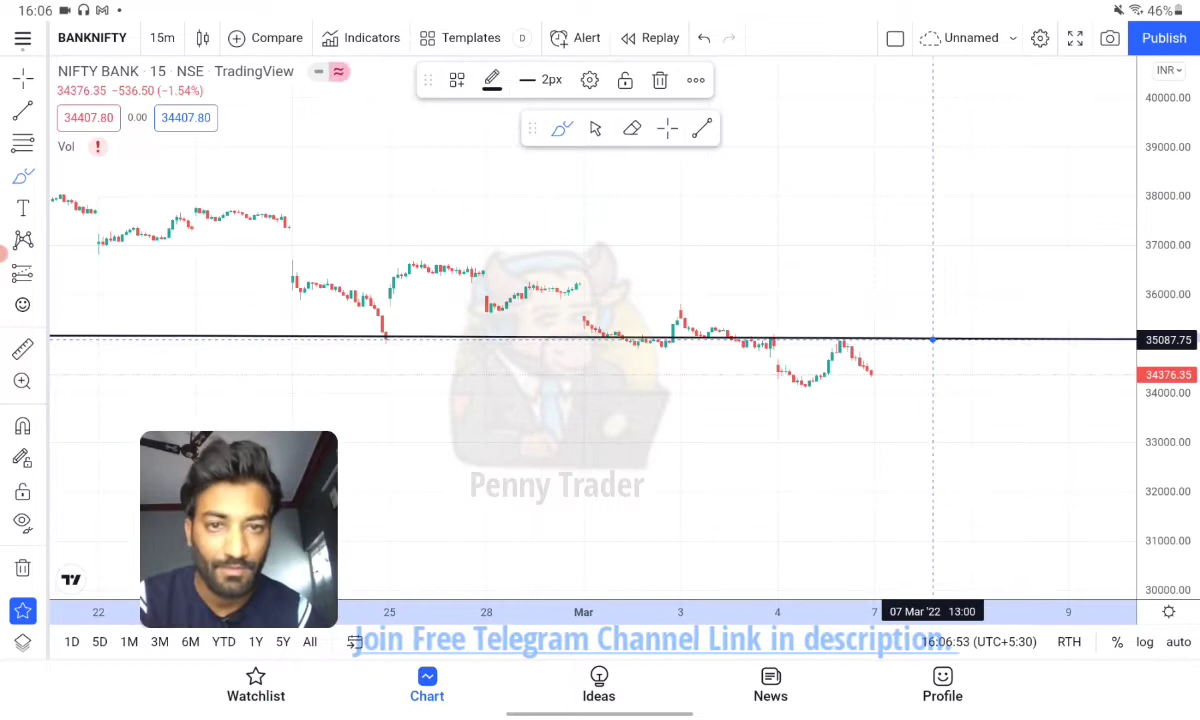 16:06
46%
BANKNIFTY 15m Compare Indicators Templates D Alert Replay Unnamed Publish
NIFTY BANK · 15 · NSE · TradingView
34376.35 −536.50 (−1.54%)
34407.80 0.00 34407.80
Vol !
2px
INR
40000.00
39000.00
38000.00
37000.00
36000.00
35087.75
34376.35
34000.00
33000.00
32000.00
31000.00
30000.00
Penny Trader
22 25 28 Mar 3 4 7 07 Mar '22 13:00 9
1D 5D 1M 3M 6M YTD 1Y 5Y All 16:06:53 (UTC+5:30) RTH % log auto
Join Free Telegram Channel Link in description.
Watchlist Chart Ideas News Profile